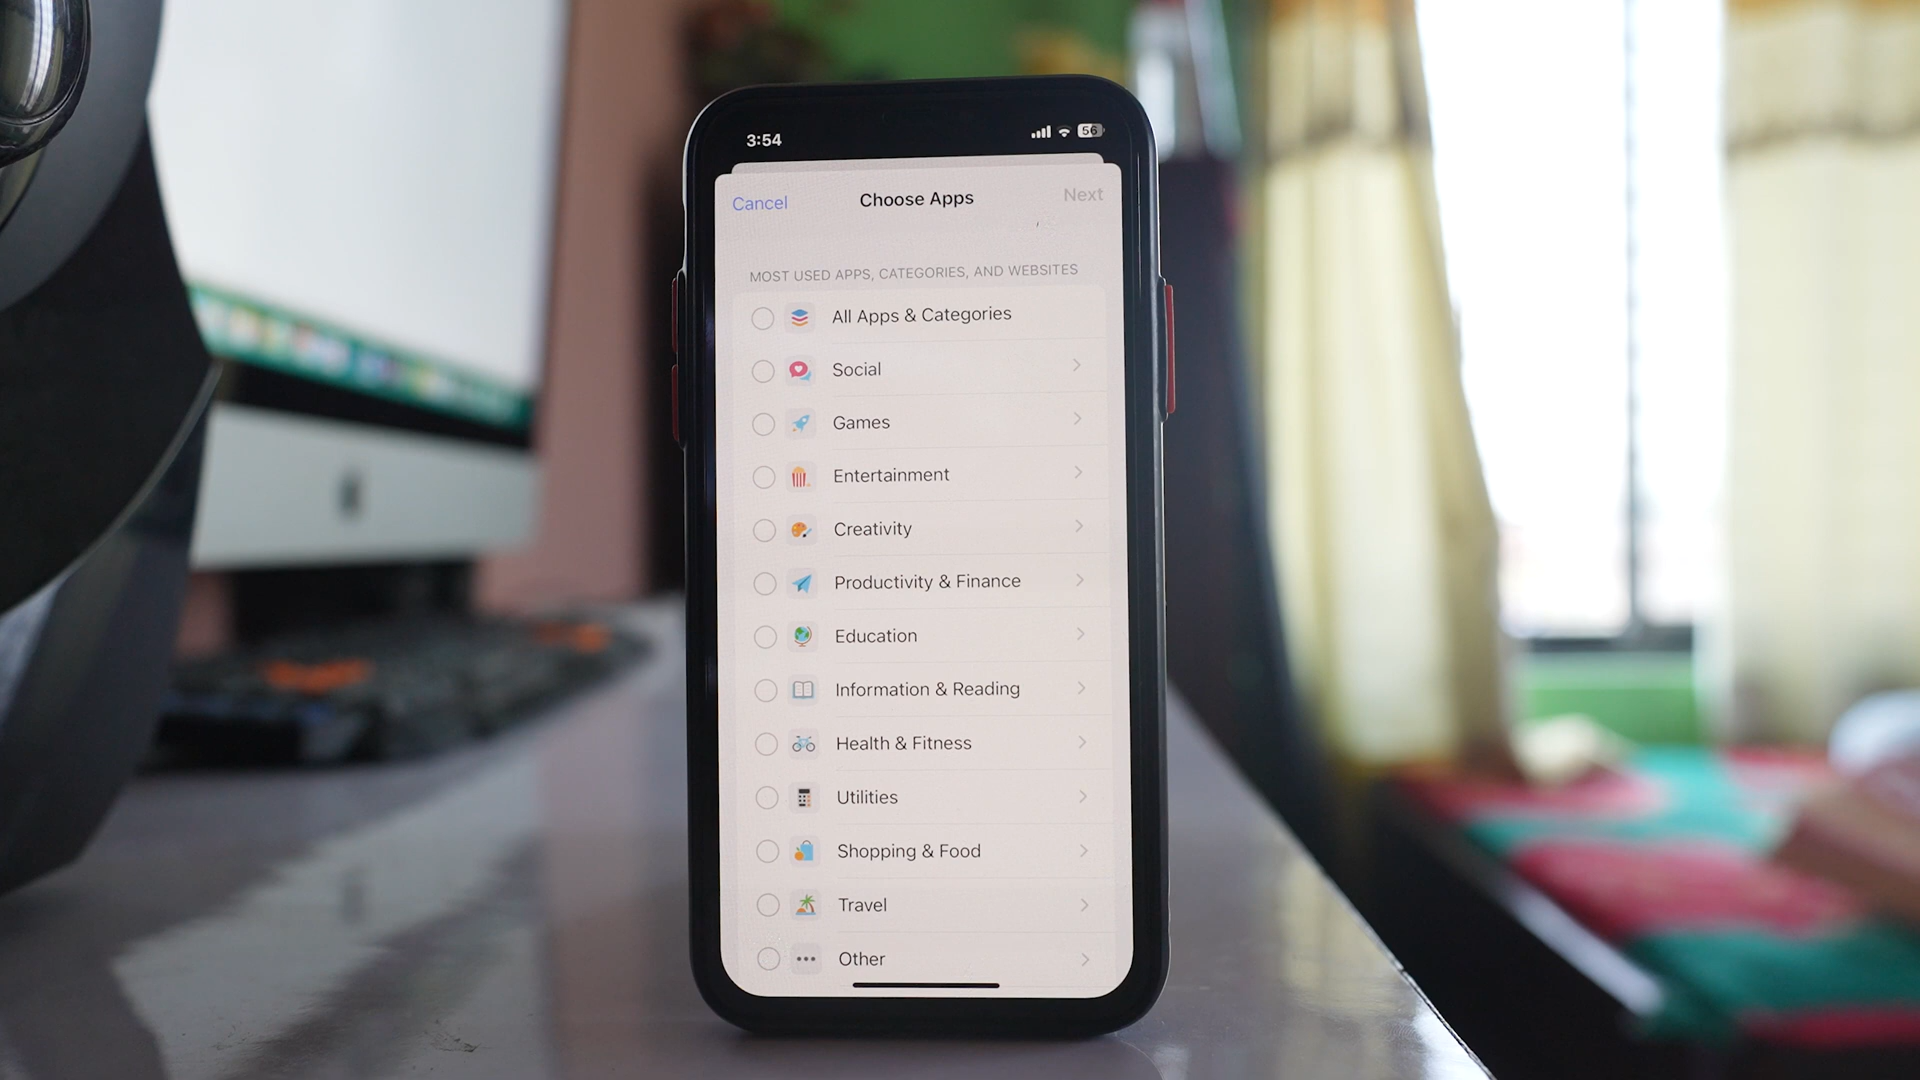 3:54
56
Cancel
Choose Apps
Next
MOST USED APPS, CATEGORIES, AND WEBSITES
All Apps & Categories
Social
Games
Entertainment
Creativity
Productivity & Finance
Education
Information & Reading
Health & Fitness
Utilities
Shopping & Food
Travel
Other